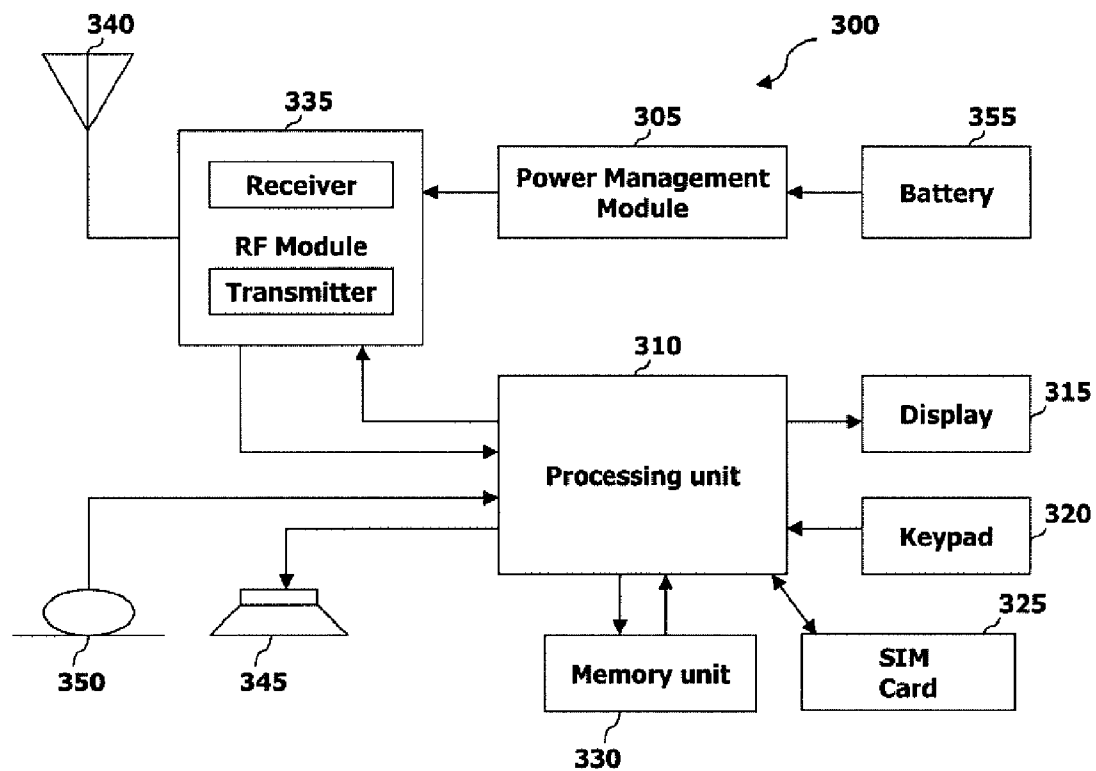 340
300
335
305
355
Receiver
RF Module
Transmitter
Power Management
Module
Battery
310
Processing unit
Display
315
Keypad
320
325
SIM
Card
Memory unit
330
350
345